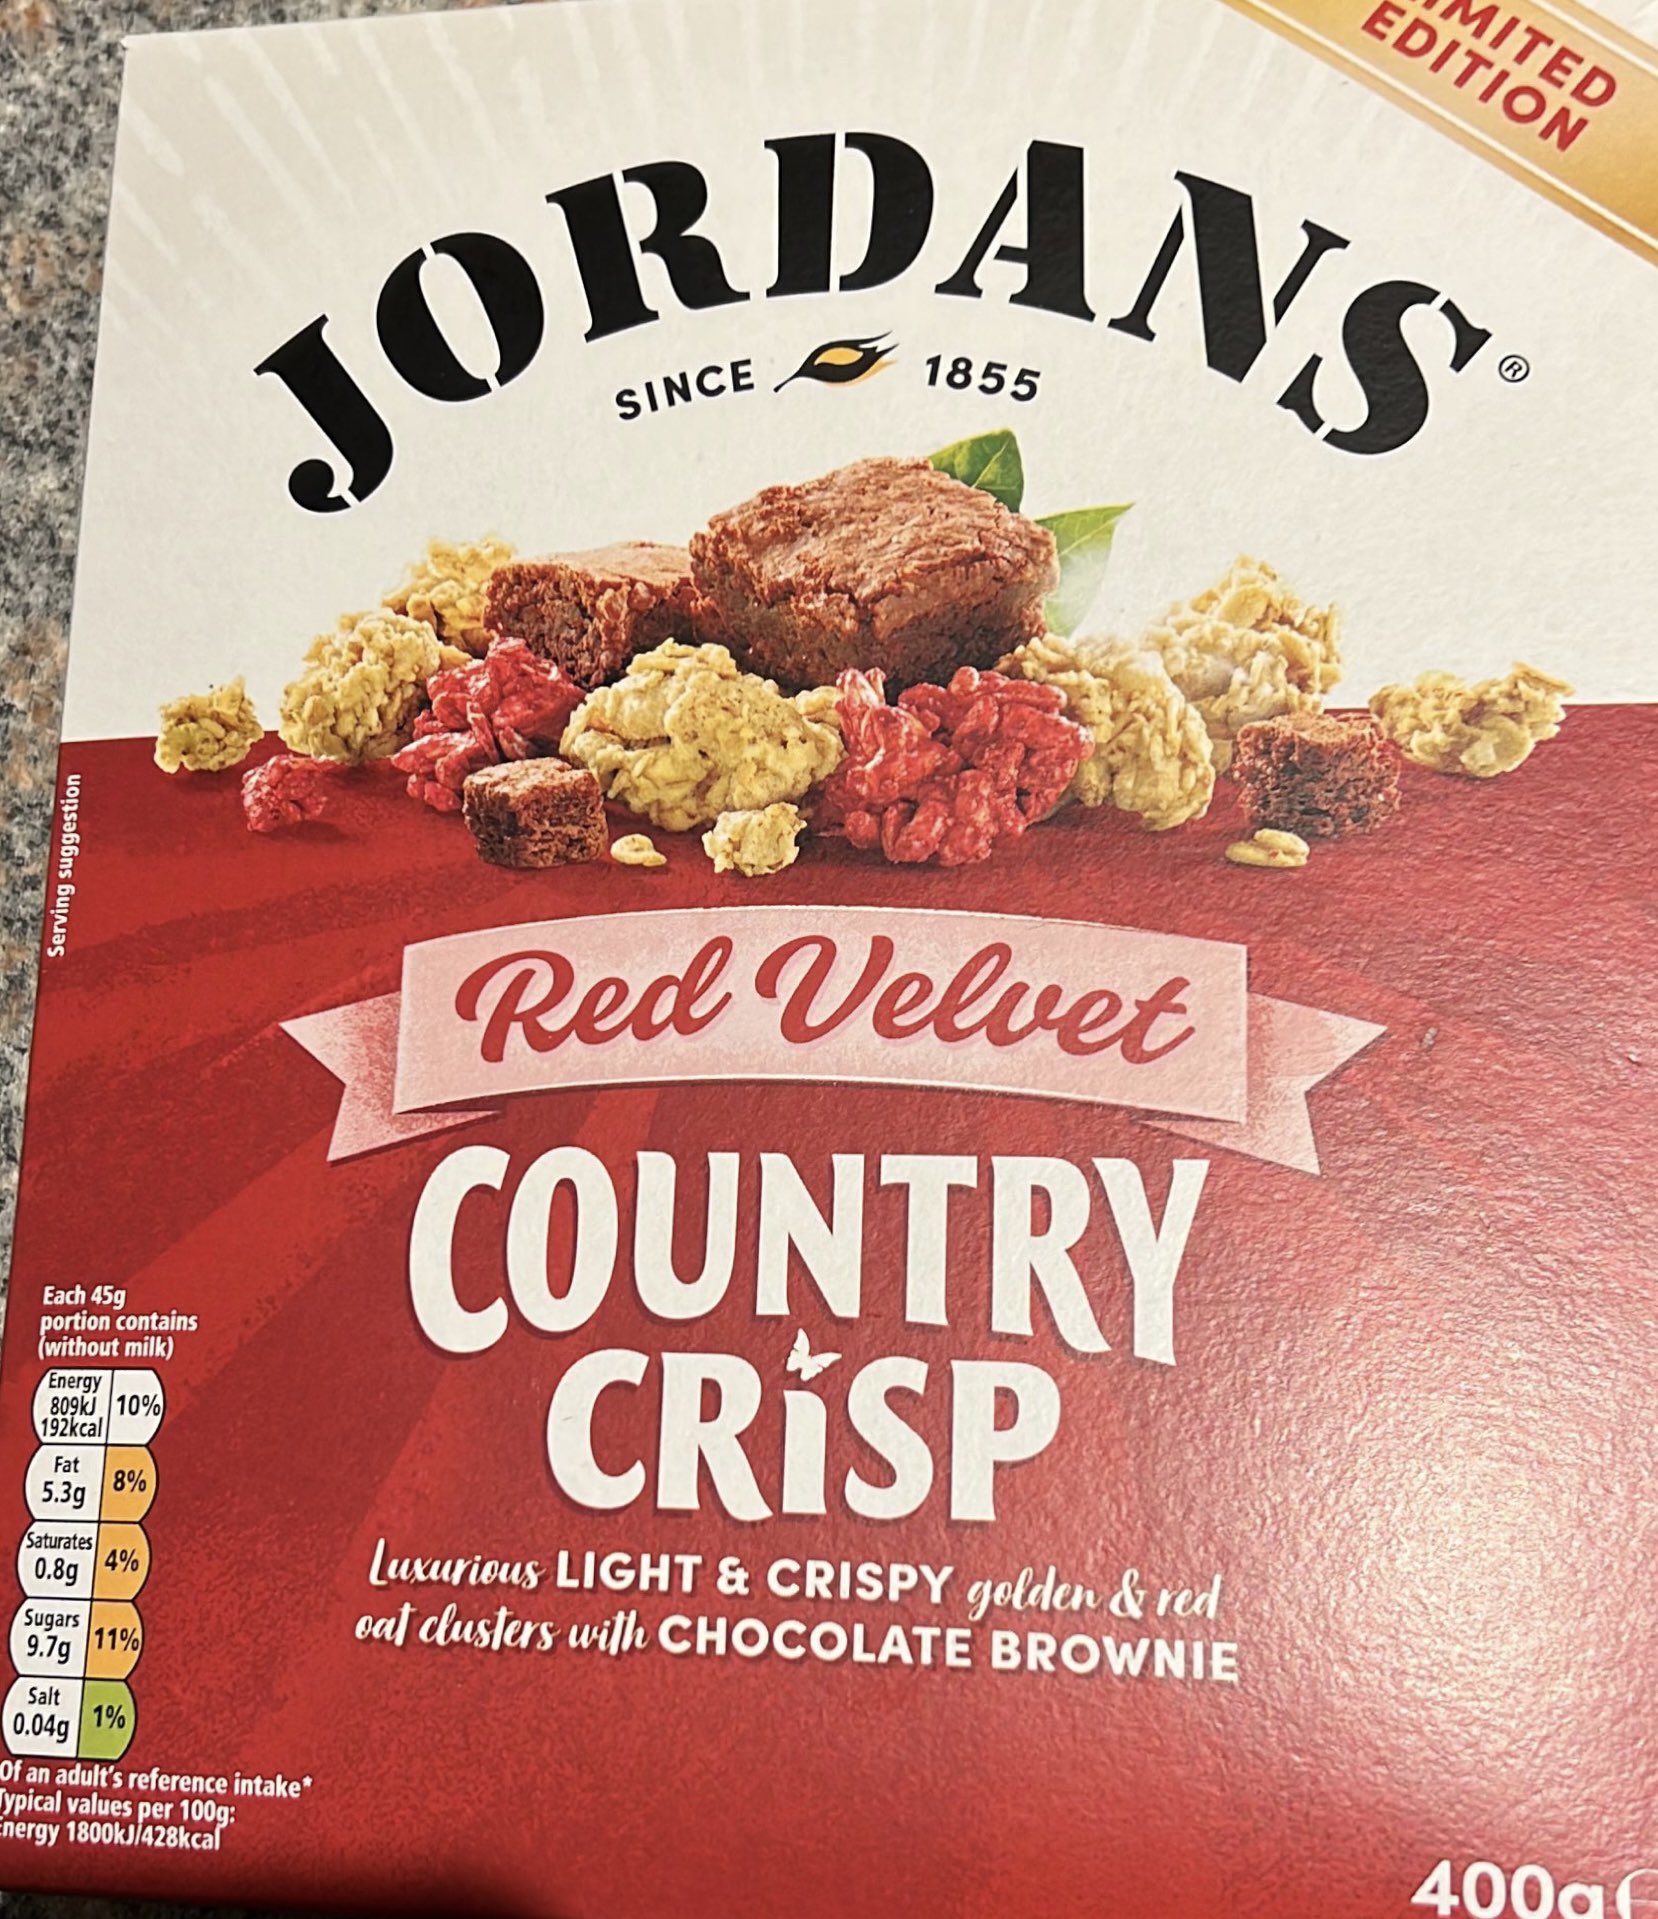 EDITION
JORDANS®
SINCE 1855
Serving suggestion
Red Velvet
COUNTRY
CRiSP
Luxurious LIGHT & CRISPY golden & red
oat clusters with CHOCOLATE BROWNIE
Each 45g
portion contains
(without milk)
Energy
809kJ
192kcal
10%
Fat
5.3g
8%
Saturates
0.8g
4%
Sugars
9.7g
11%
Salt
0.04g
1%
Of an adult's reference intake*
Typical values per 100g:
Energy 1800kJ/428kcal
400g